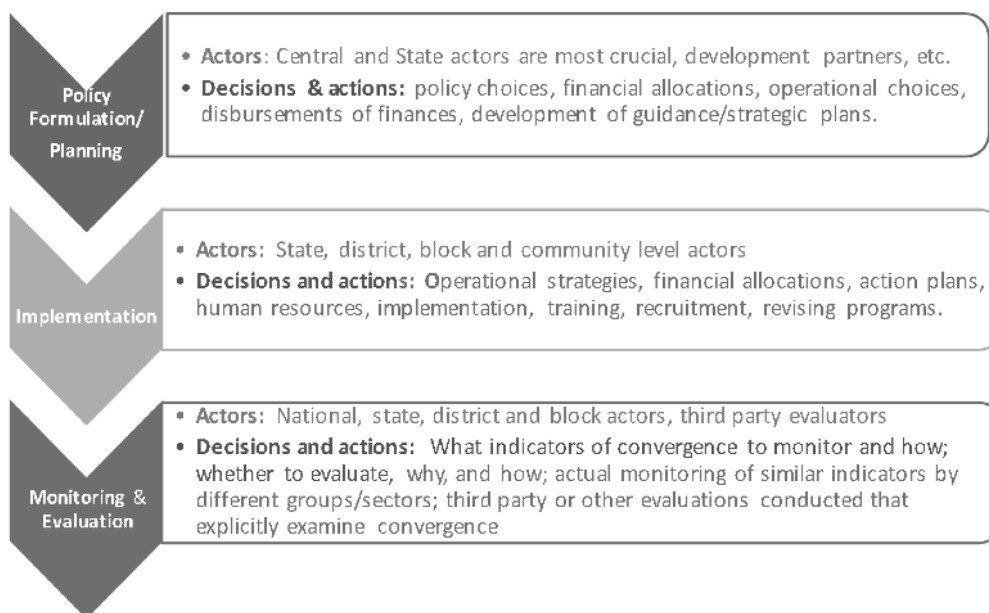 Policy
Formulation/
Planning
• Actors: Central and State actors are most crucial, development partners, etc.
• Decisions & actions: policy choices, financial allocations, operational choices,
disbursements of finances, development of guidance/strategic plans.
Implementation
• Actors: State, district, block and community level actors
• Decisions and actions: Operational strategies, financial allocations, action plans,
human resources, implementation, training, recruitment, revising programs.
Monitoring &
Evaluation
• Actors: National, state, district and block actors, third party evaluators
• Decisions and actions: What indicators of convergence to monitor and how;
whether to evaluate, why, and how; actual monitoring of similar indicators by
different groups/sectors; third party or other evaluations conducted that
explicitly examine convergence